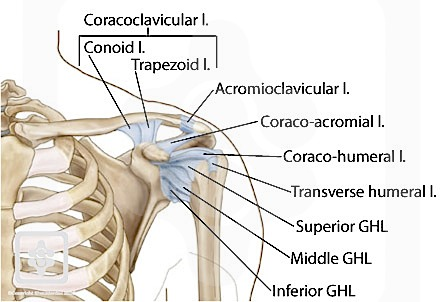 Coracoclavicular l.
Conoid l.
Trapezoid l.
Acromioclavicular l.
Coraco-acromial l.
Coraco-humeral l.
Transverse humeral l.
Superior GHL
Middle GHL
Inferior GHL